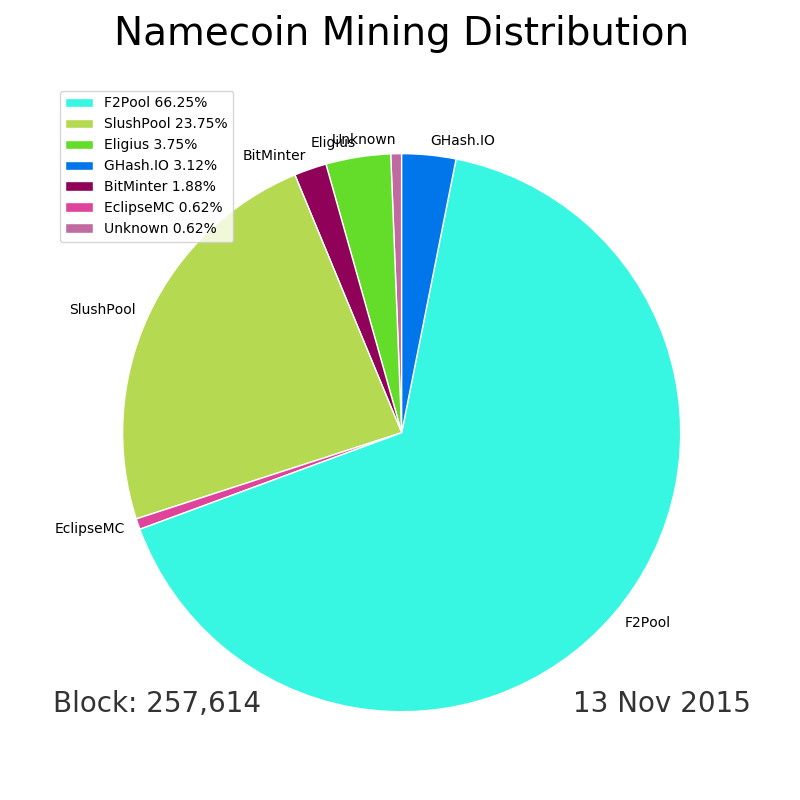 Namecoin Mining Distribution
F2Pool 66.25%
SlushPool 23.75%
Eligius 3.75%
GHash.IO 3.12%
BitMinter 1.88%
EclipseMC 0.62%
Unknown 0.62%
GHash.IO
Unknown
Eligius
BitMinter
SlushPool
EclipseMC
F2Pool
Block: 257,614
13 Nov 2015